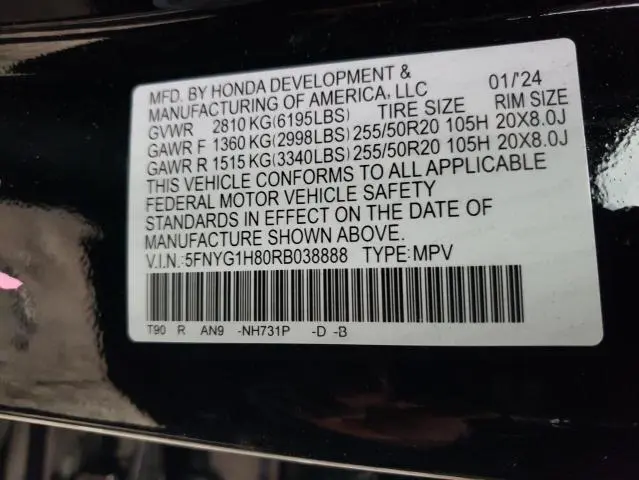 MFD. BY HONDA DEVELOPMENT & 01/'24
MANUFACTURING OF AMERICA, LLC
GVWR 2810 KG(6195LBS) TIRE SIZE RIM SIZE
GAWR F 1360 KG(2998LBS) 255/50R20 105H 20X8.0J
GAWR R 1515 KG(3340LBS) 255/50R20 105H 20X8.0J
THIS VEHICLE CONFORMS TO ALL APPLICABLE
FEDERAL MOTOR VEHICLE SAFETY
STANDARDS IN EFFECT ON THE DATE OF
MANUFACTURE SHOWN ABOVE.
V.I.N.:5FNYG1H80RB038888 TYPE:MPV
T90 R AN9 -NH731P -D -B